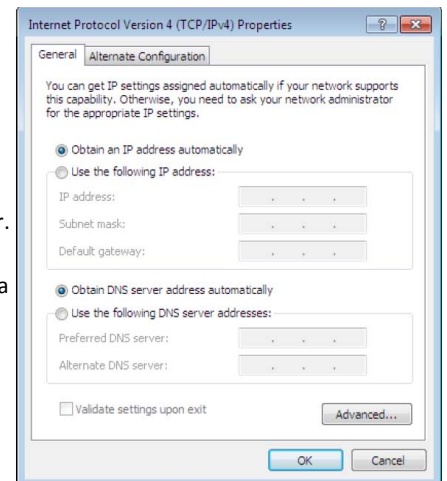 Internet Protocol Version 4 (TCP/IPv4) Properties
General
Alternate Configuration
You can get IP settings assigned automatically if your network supports
this capability. Otherwise, you need to ask your network administrator
for the appropriate IP settings.
Obtain an IP address automatically
Use the following IP address:
IP address:
Subnet mask:
Default gateway:
r.
a
Obtain DNS server address automatically
Use the following DNS server addresses:
Preferred DNS server:
Alternate DNS server:
Validate settings upon exit
Advanced...
OK
Cancel